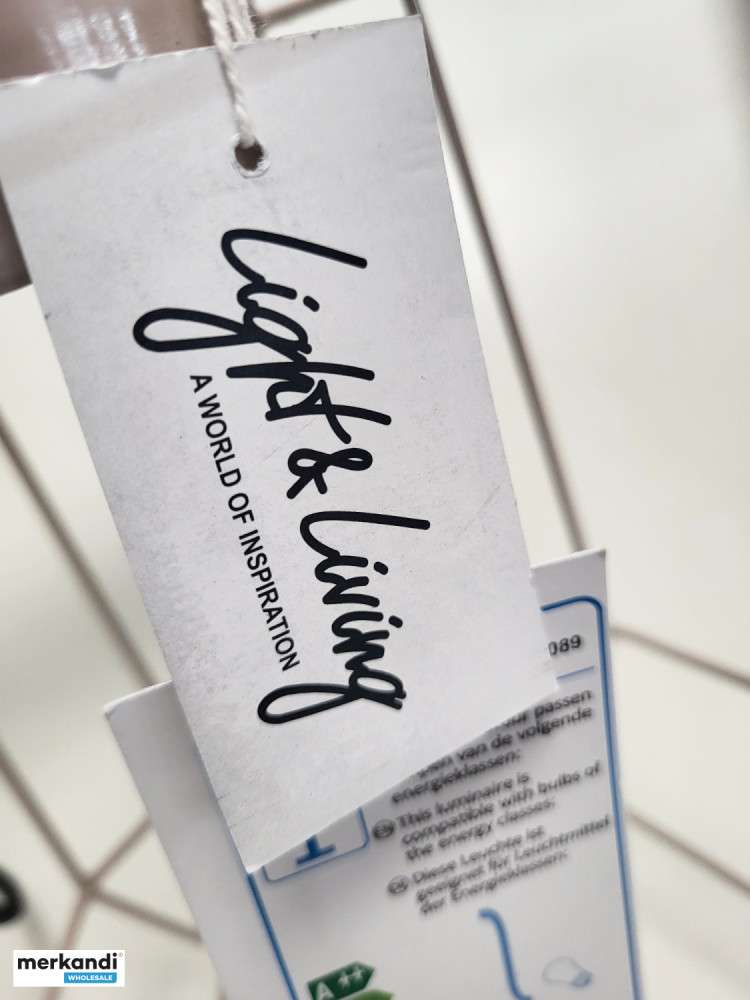 Light & Living
A WORLD OF INSPIRATION
089
passen
van de volgende
energieklassen:
This luminaire is
compatible with bulbs of
the energy classes:
Diese Leuchte ist
geeignet für Leuchtmittel
der Energieklassen:
A++
merkandi
WHOLESALE